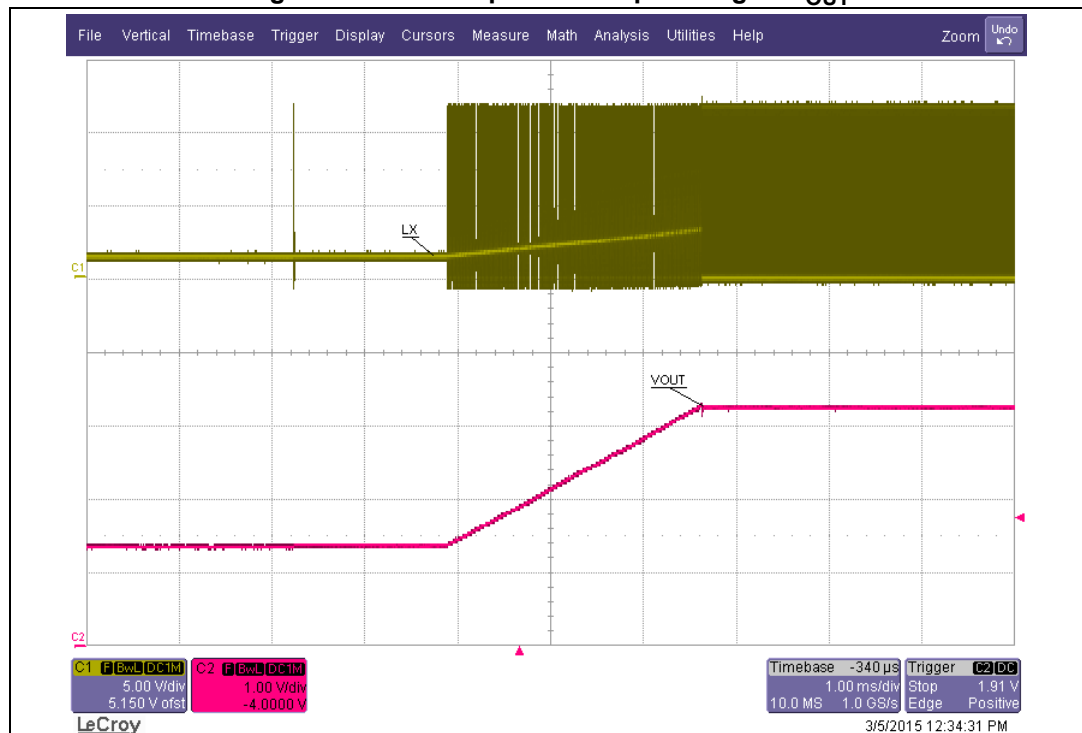 File Vertical Timebase Trigger Display Cursors Measure Math Analysis Utilities Help Zoom Undo
LX
C1
VOUT
C2
C1 F BwL DC1M
5.00 V/div
5.150 V ofst
C2 F BwL DC1M
1.00 V/div
-4.0000 V
Timebase -340 µs
1.00 ms/div
10.0 MS 1.0 GS/s
Trigger C2 DC
Stop 1.91 V
Edge Positive
LeCroy
3/5/2015 12:34:31 PM